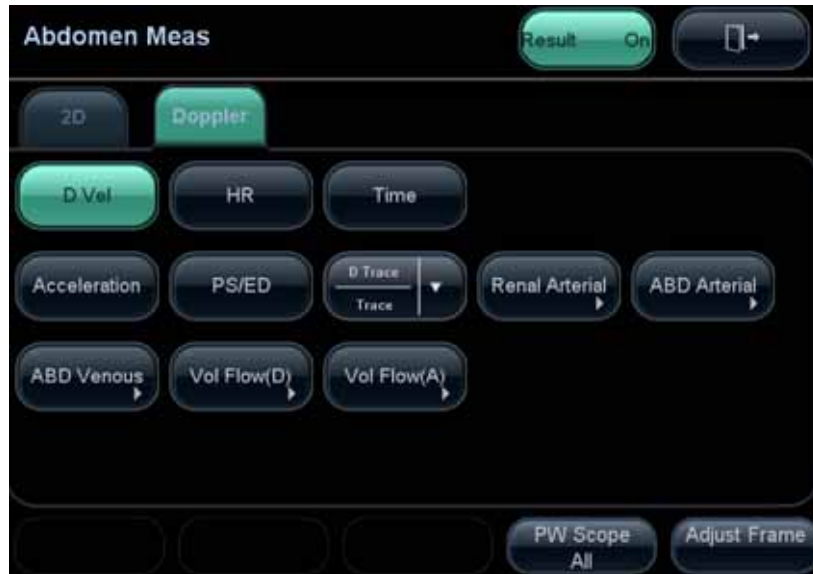 Abdomen Meas
Result On
2D Doppler
D Vel HR Time
Acceleration PS/ED D Trace Renal Arterial ABD Arterial
Trace
ABD Venous Vol Flow(D) Vol Flow(A)
PW Scope Adjust Frame
All